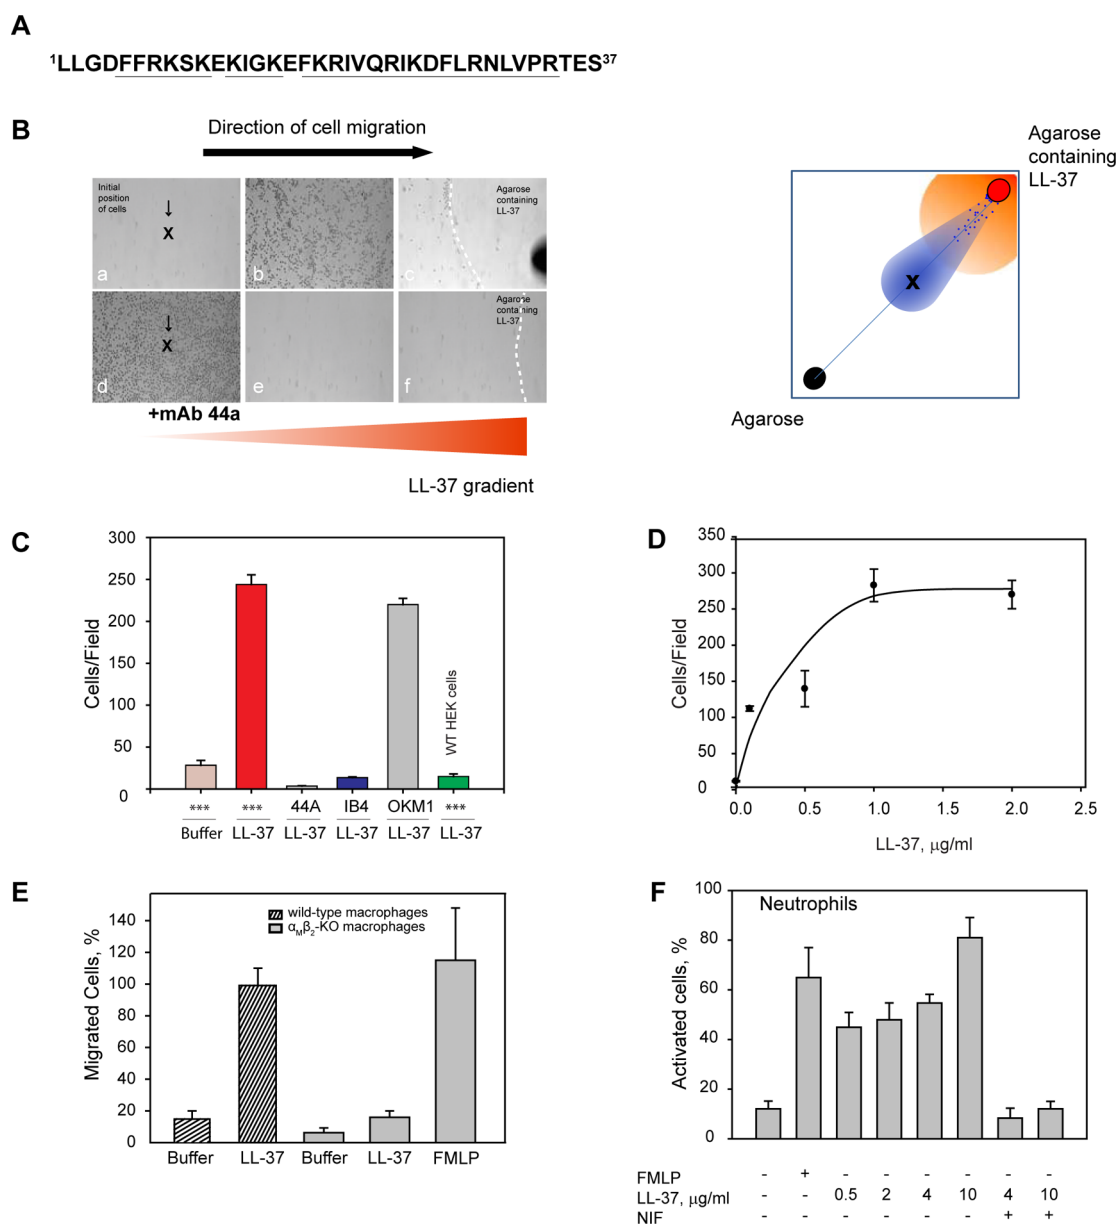 A
¹LLGDFFRKSKEKIGKEFKRIVQRIKDFLRNLVPRTES³⁷
B
Direction of cell migration
Initial
position
of cells
X
a
b
Agarose
containing
LL-37
c
X
d
e
Agarose
containing
LL-37
f
+mAb 44a
LL-37 gradient
Agarose
containing
LL-37
X
Agarose
C
Cells/Field
300
250
200
150
100
50
0
WT HEK cells
*** *** 44A IB4 OKM1 ***
Buffer LL-37 LL-37 LL-37 LL-37 LL-37
D
Cells/Field
350
300
250
200
150
100
50
0
0.0 0.5 1.0 2.0 2.5
LL-37, μg/ml
E
Migrated Cells, %
140
120
100
80
60
40
20
0
wild-type macrophages
αMβ2-KO macrophages
Buffer LL-37 Buffer LL-37 FMLP
F
Neutrophils
Activated cells, %
100
80
60
40
20
0
FMLP - + - - - - - -
LL-37, μg/ml - - 0.5 2 4 10 4 10
NIF - - - - - - + +